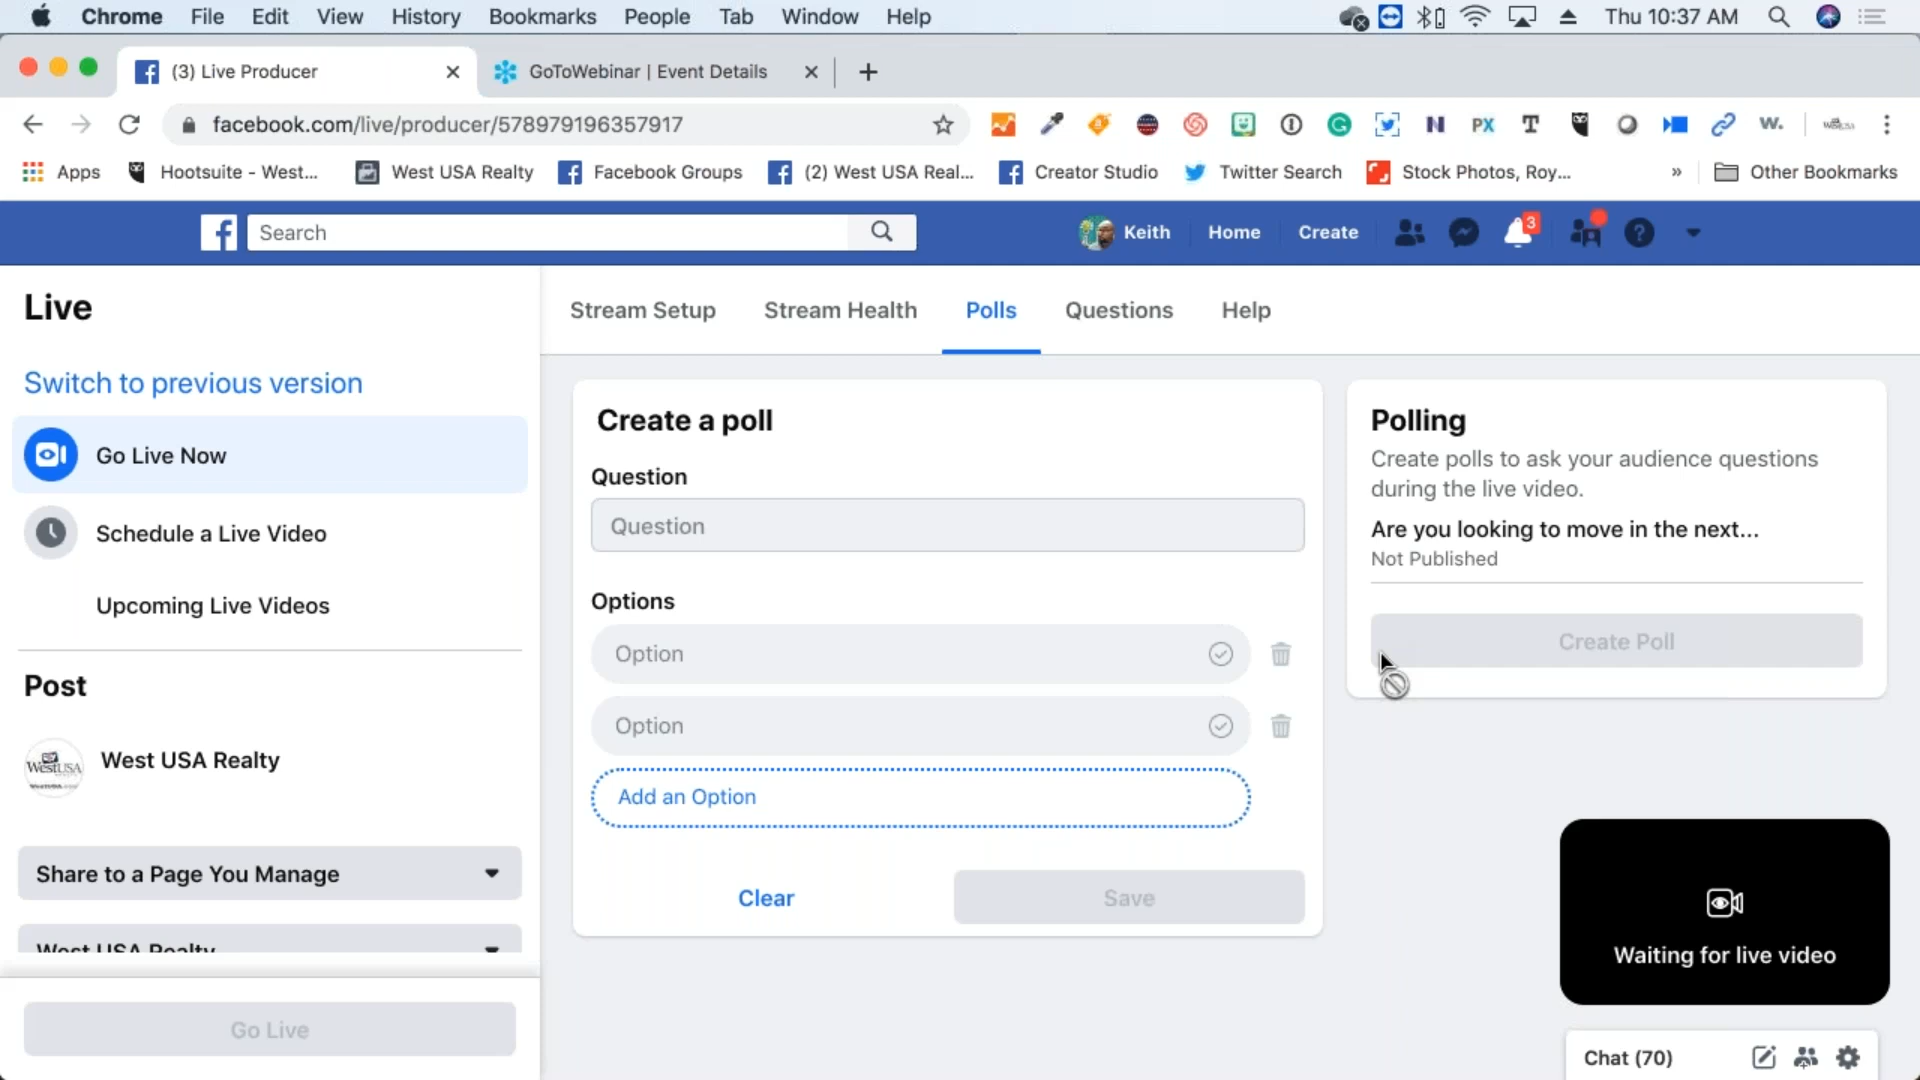 Chrome File Edit View History Bookmarks People Tab Window Help Thu 10:37 AM
(3) Live Producer GoToWebinar | Event Details
facebook.com/live/producer/578979196357917
Apps Hootsuite - West... West USA Realty Facebook Groups (2) West USA Real... Creator Studio Twitter Search Stock Photos, Roy... » Other Bookmarks
Search Keith Home Create 3
Live
Switch to previous version
Go Live Now
Schedule a Live Video
Upcoming Live Videos
Post
West USA Realty
Share to a Page You Manage
West USA Realty
Go Live
Stream Setup Stream Health Polls Questions Help
Create a poll
Question
Question
Options
Option
Option
Add an Option
Clear Save
Polling
Create polls to ask your audience questions
during the live video.
Are you looking to move in the next...
Not Published
Create Poll
Waiting for live video
Chat (70)